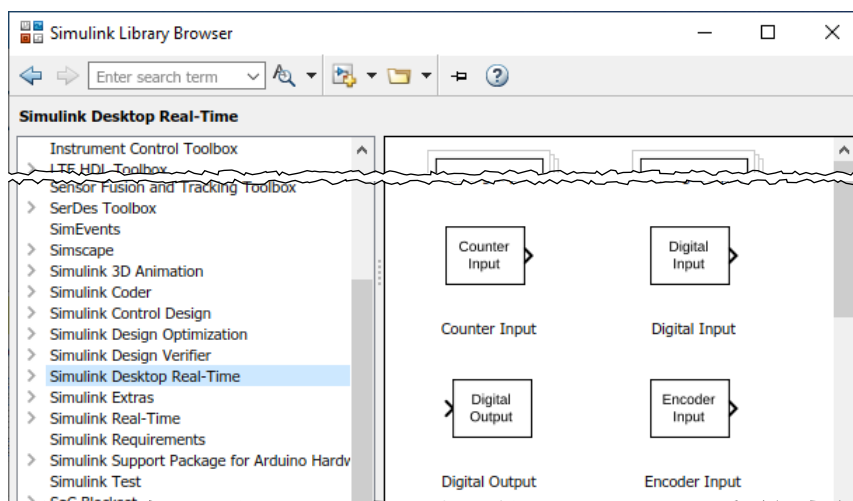 Simulink Library Browser
Enter search term
Simulink Desktop Real-Time
Instrument Control Toolbox
LTE HDL Toolbox
Sensor Fusion and Tracking Toolbox
SerDes Toolbox
SimEvents
Simscape
Simulink 3D Animation
Simulink Coder
Simulink Control Design
Simulink Design Optimization
Simulink Design Verifier
Simulink Desktop Real-Time
Simulink Extras
Simulink Real-Time
Simulink Requirements
Simulink Support Package for Arduino Hardw
Simulink Test
Counter
Input
Counter Input
Digital
Input
Digital Input
Digital
Output
Digital Output
Encoder
Input
Encoder Input